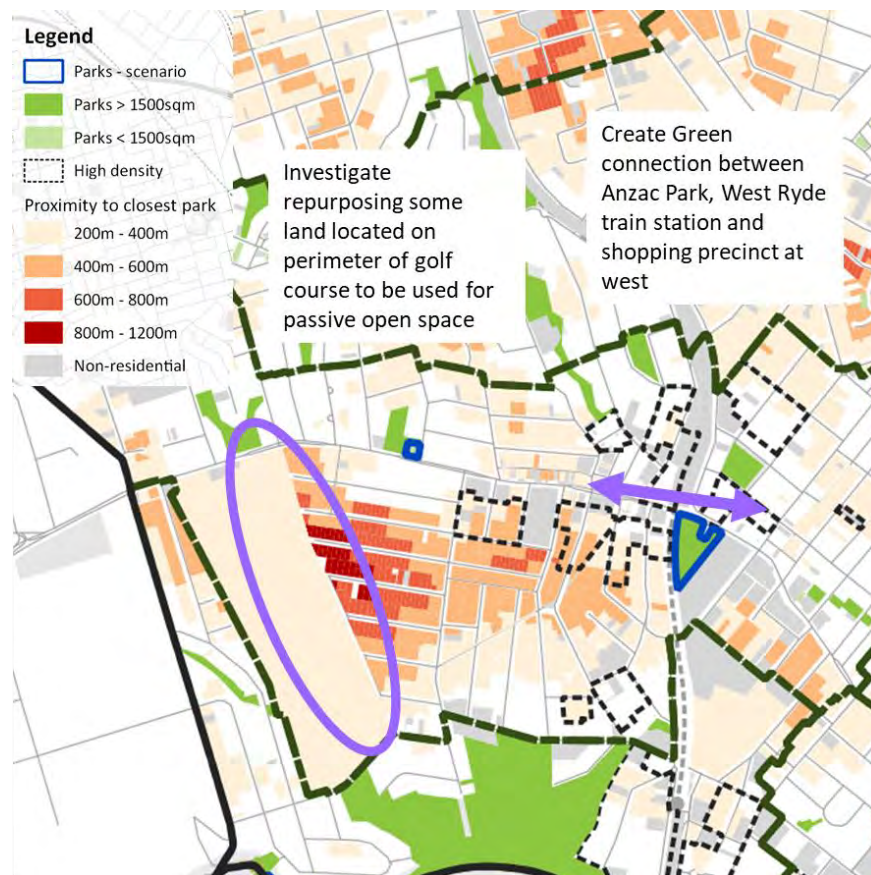 Legend
Parks - scenario
Parks > 1500sqm
Parks < 1500sqm
High density
Proximity to closest park
200m - 400m
400m - 600m
600m - 800m
800m - 1200m
Non-residential
Investigate
repurposing some
land located on
perimeter of golf
course to be used for
passive open space
Create Green
connection between
Anzac Park, West Ryde
train station and
shopping precinct at
west